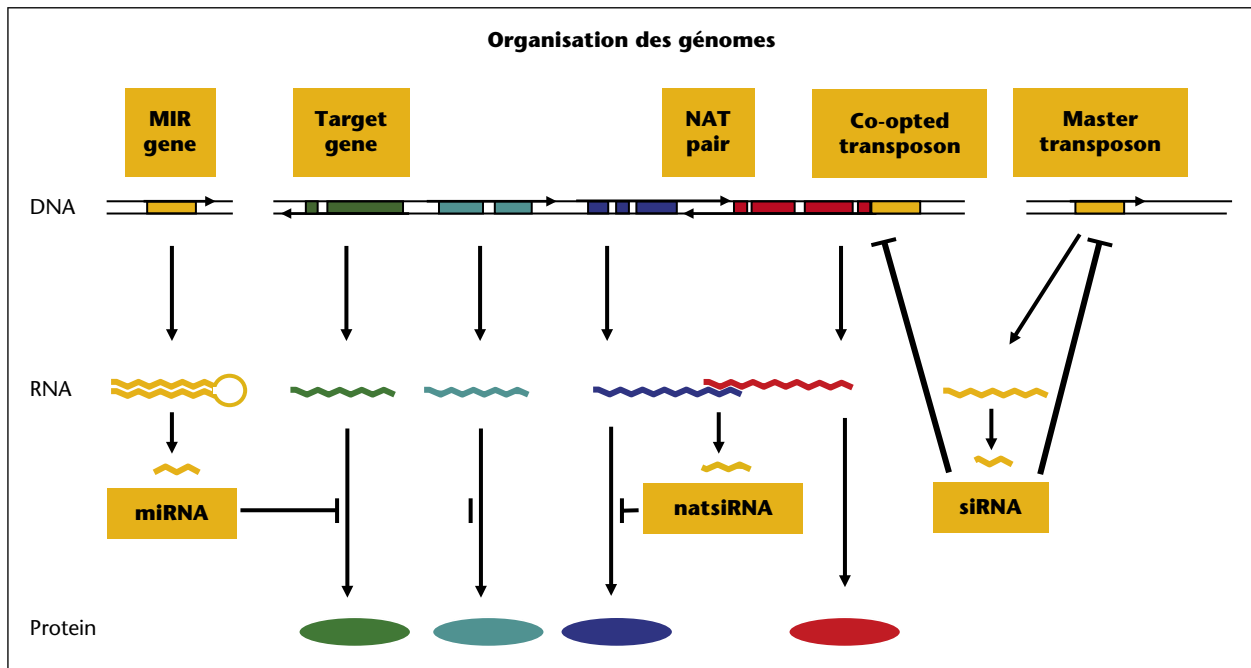 Organisation des génomes
MIR
gene
Target
gene
NAT
pair
Co-opted
transposon
Master
transposon
DNA
RNA
miRNA
natsiRNA
siRNA
Protein